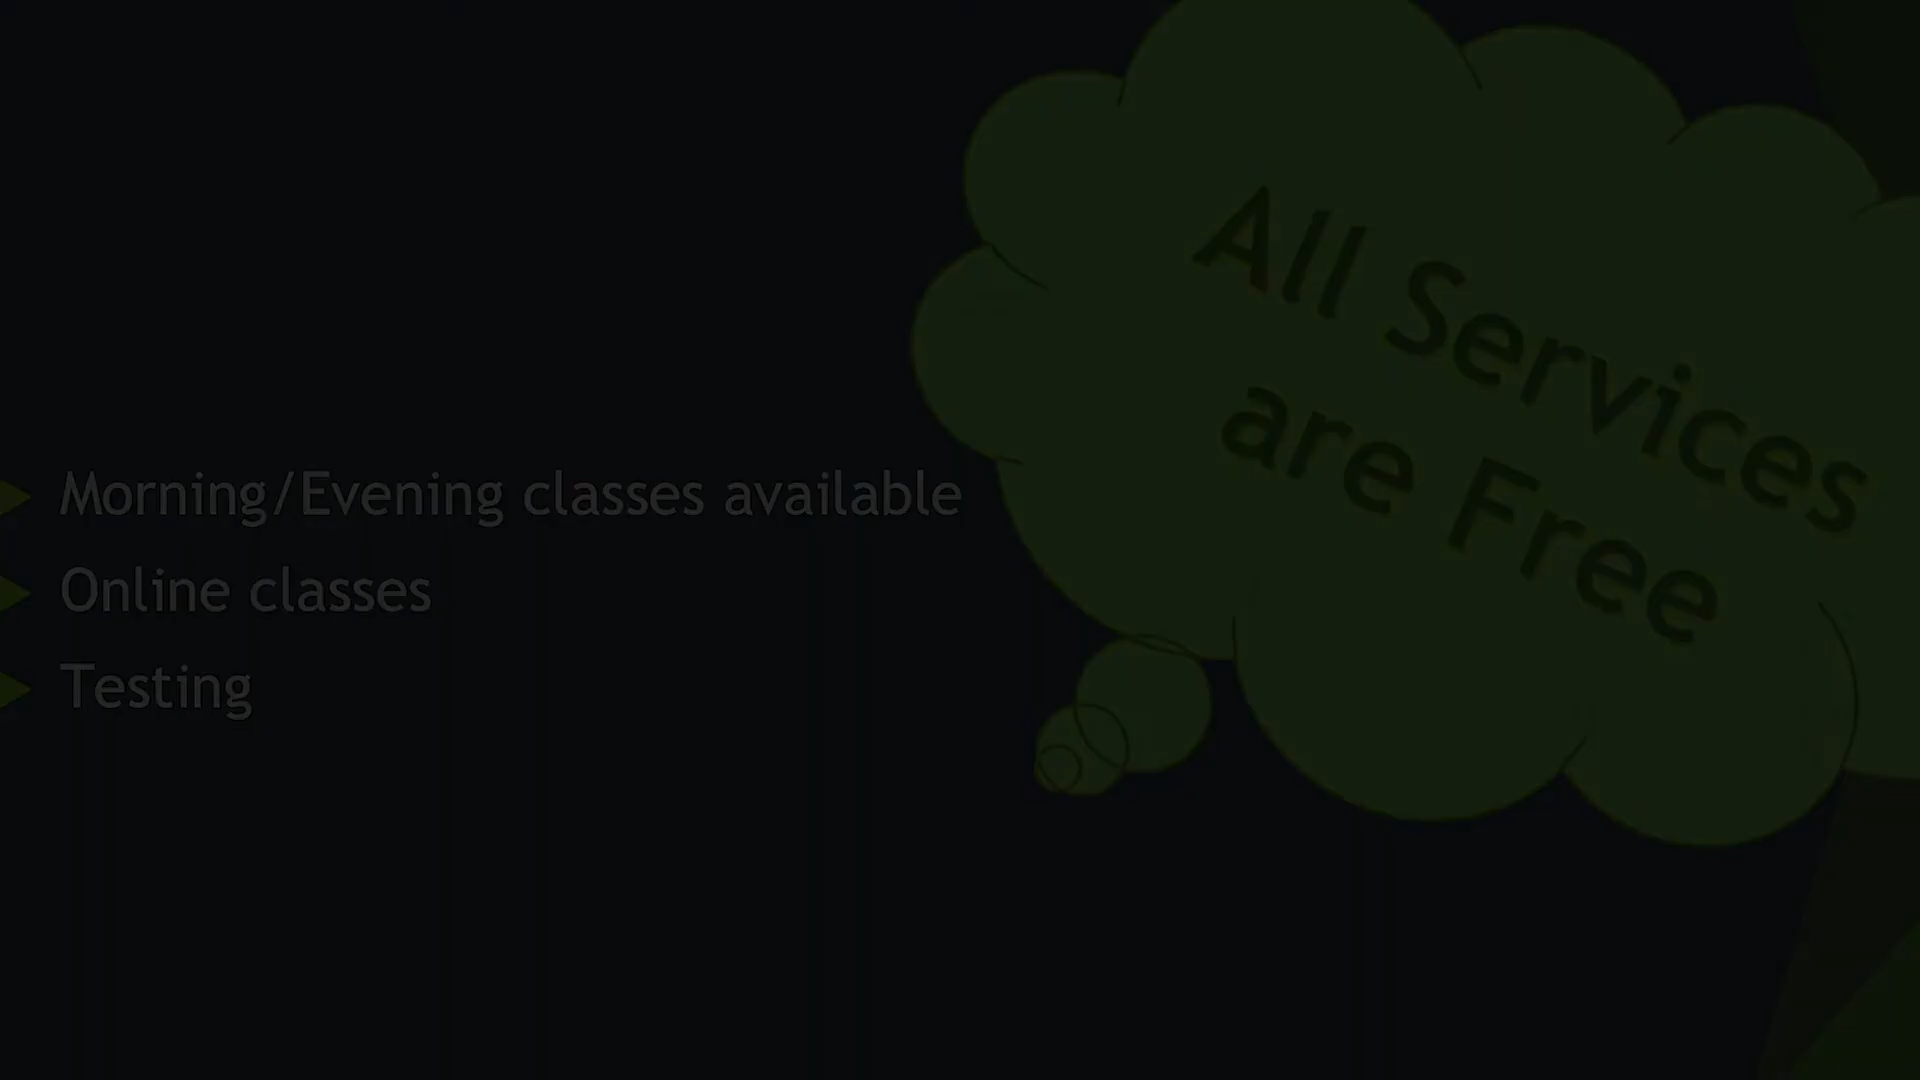 All Services
are Free
Morning/Evening classes available
Online classes
Testing